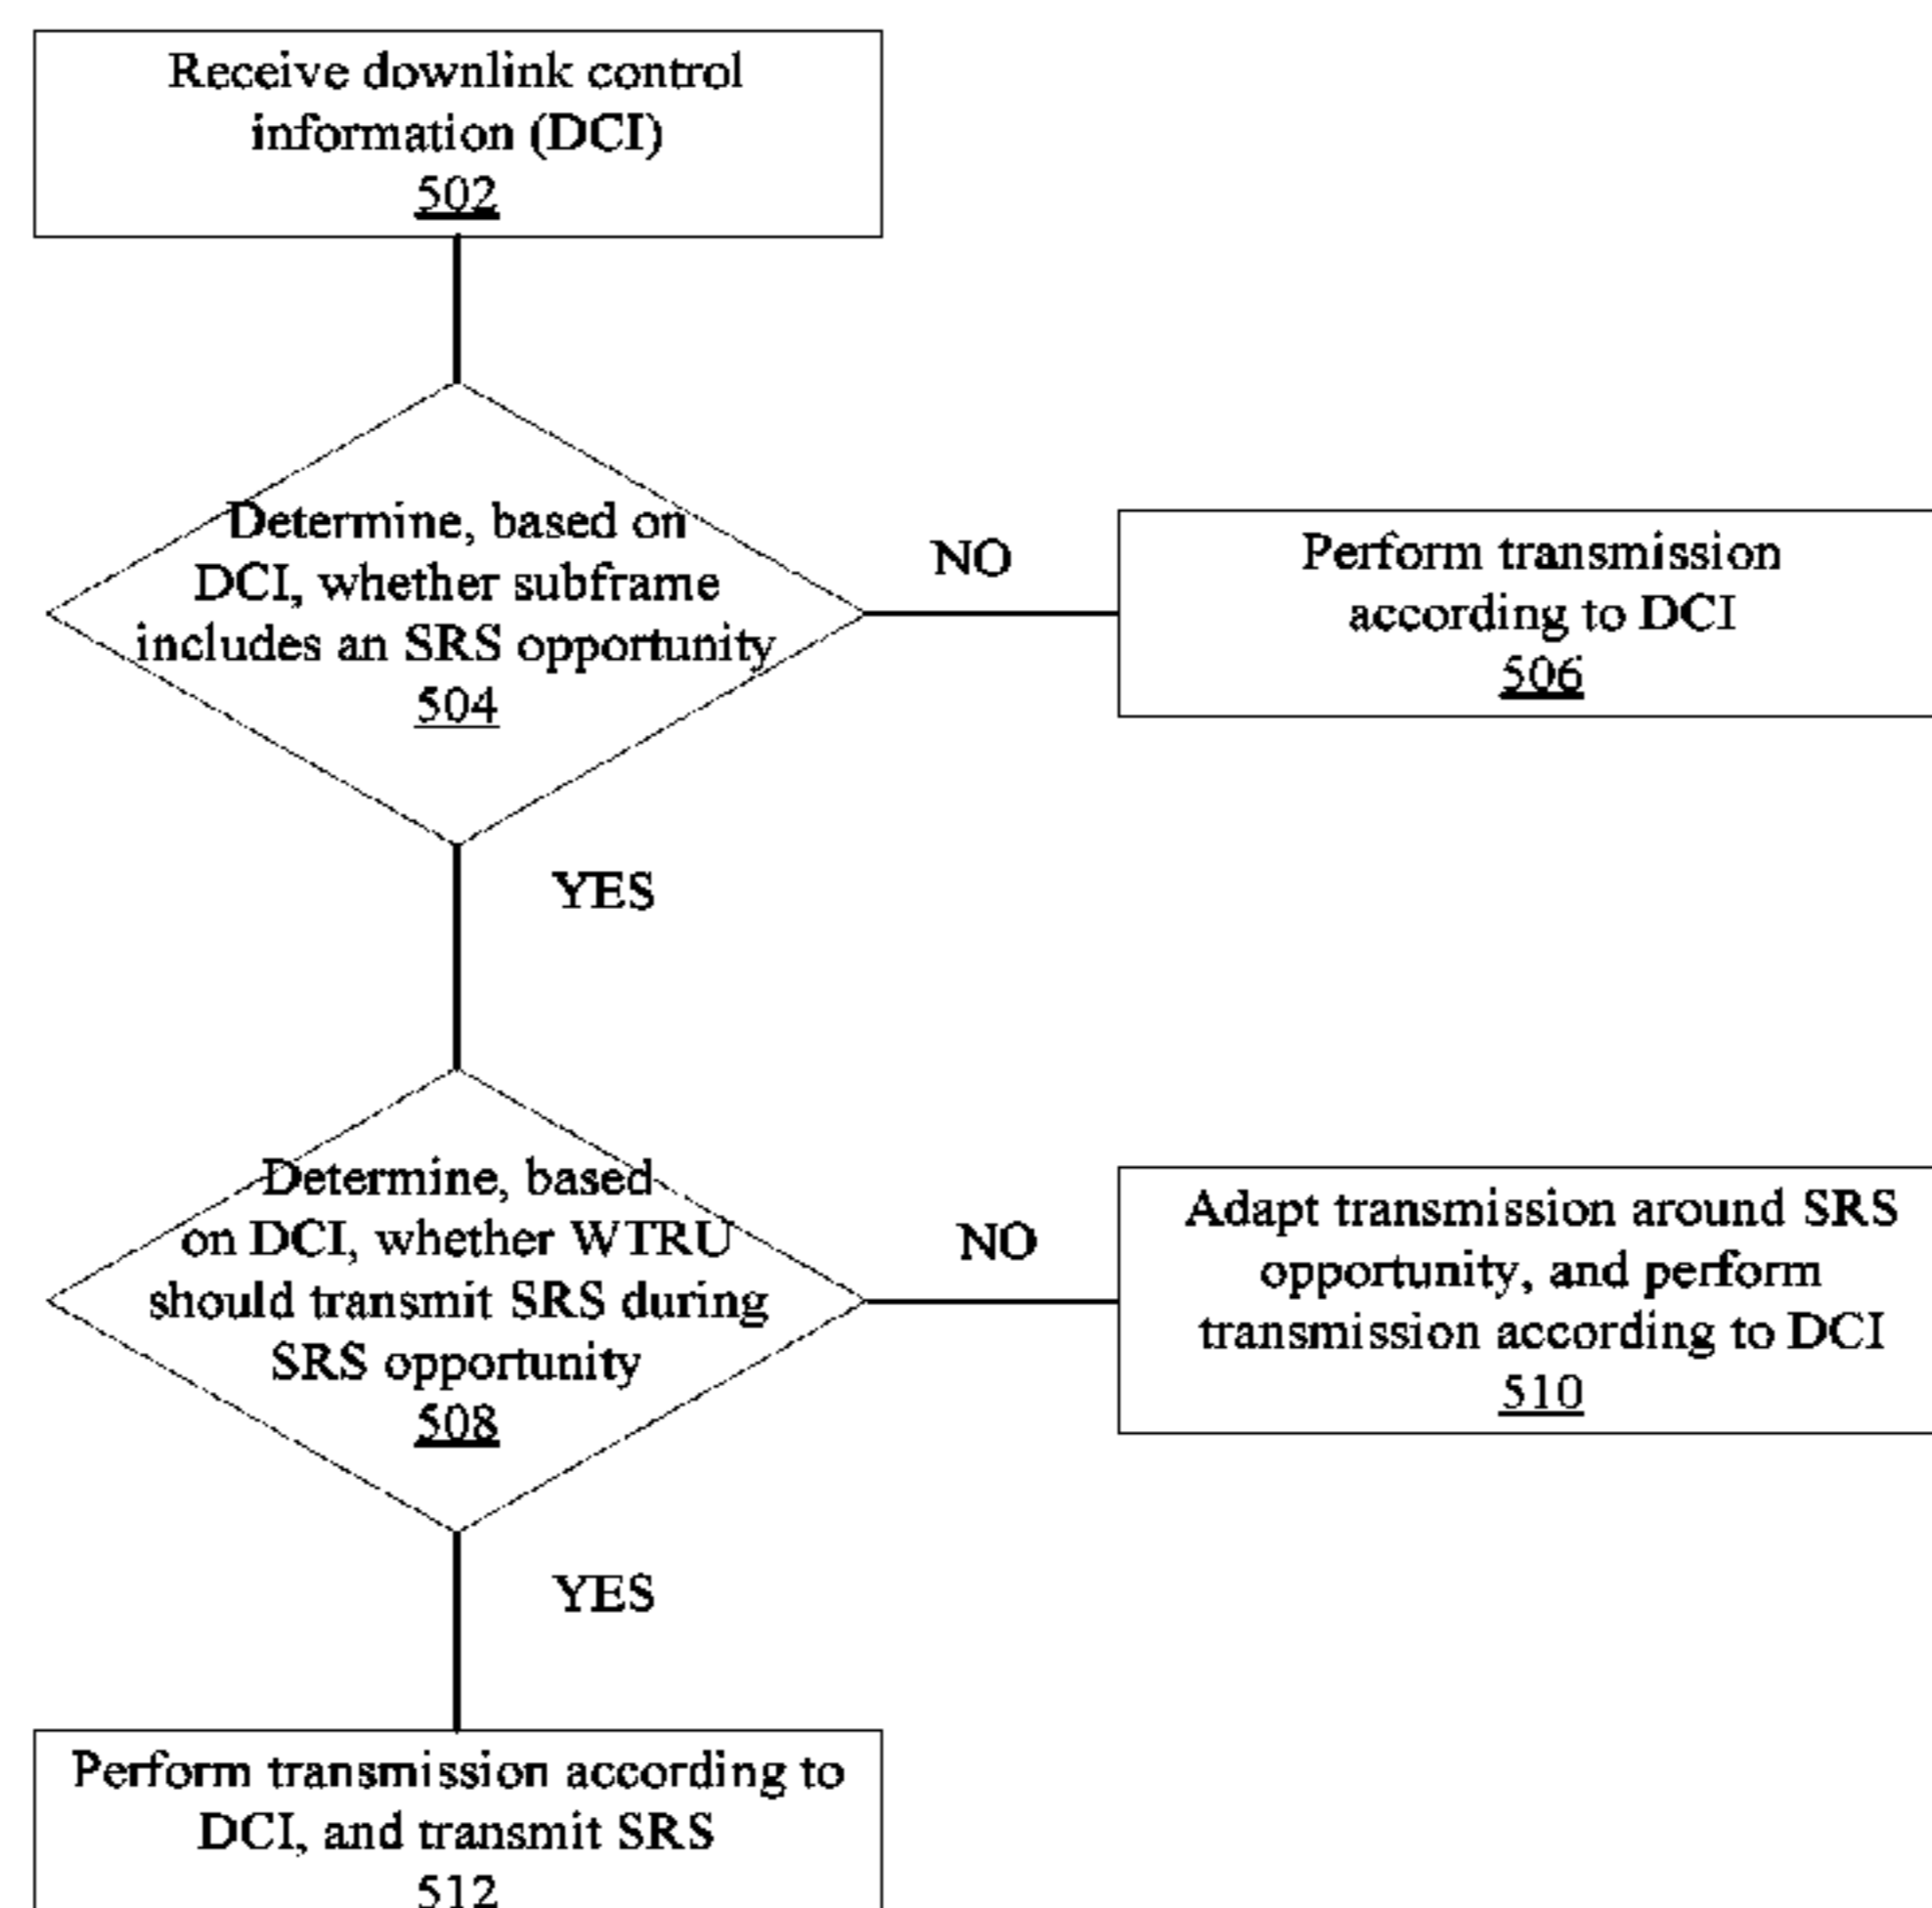 Receive downlink control
information (DCI)
502
Determine, based on
DCI, whether subframe
includes an SRS opportunity
504
NO
Perform transmission
according to DCI
506
YES
Determine, based
on DCI, whether WTRU
should transmit SRS during
SRS opportunity
508
NO
Adapt transmission around SRS
opportunity, and perform
transmission according to DCI
510
YES
Perform transmission according to
DCI, and transmit SRS
512